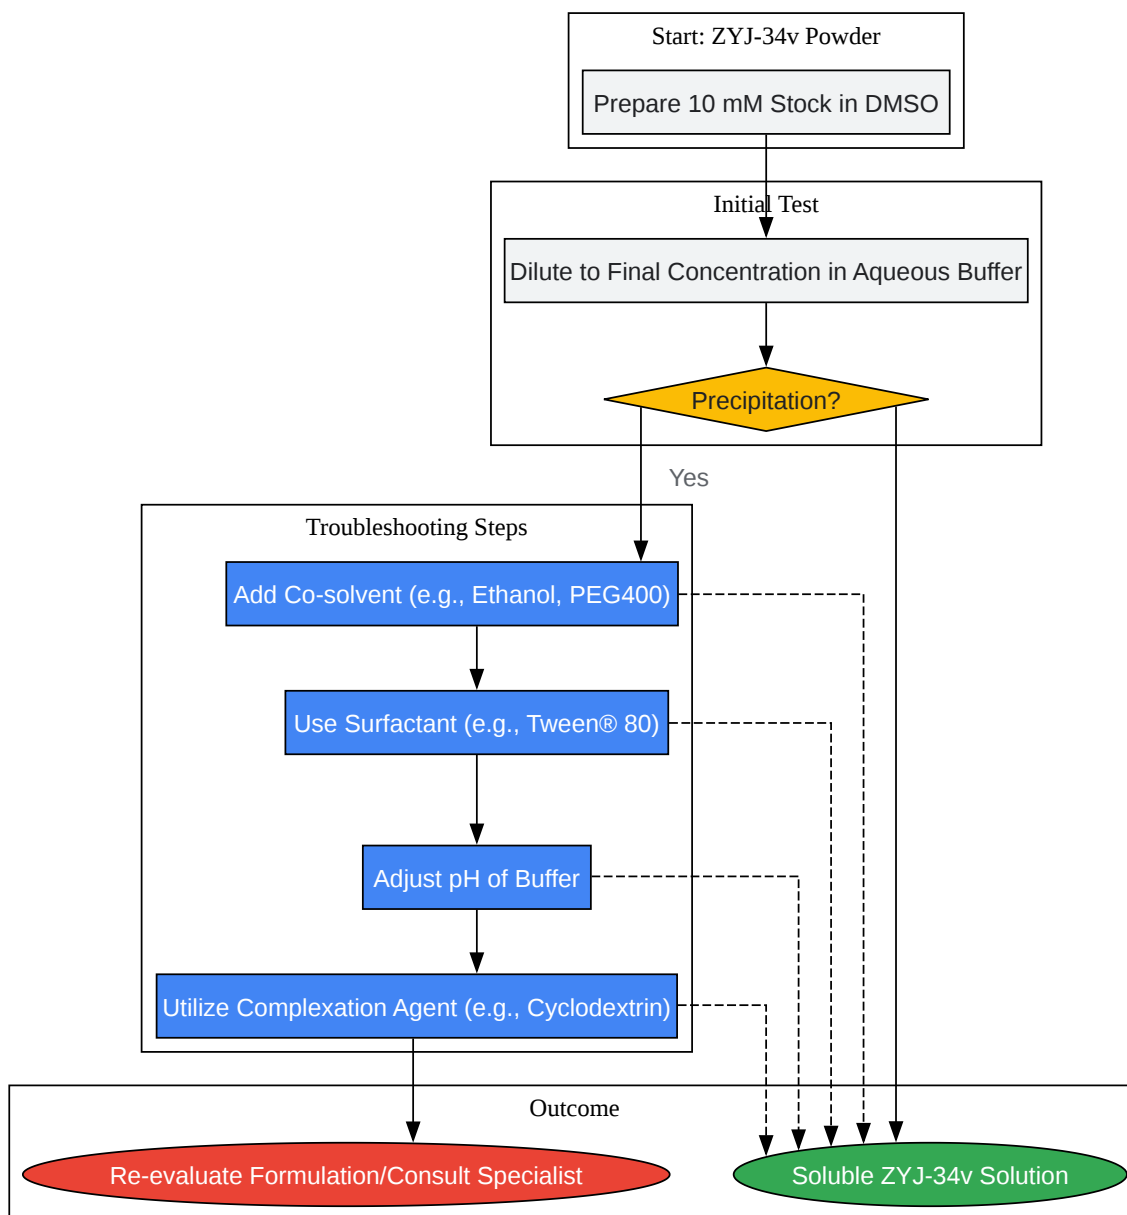 Start: ZYJ-34v Powder
Prepare 10 mM Stock in DMSO
Initial Test
Dilute to Final Concentration in Aqueous Buffer
Precipitation?
Yes
Troubleshooting Steps
Add Co-solvent (e.g., Ethanol, PEG400)
Use Surfactant (e.g., Tween® 80)
Adjust pH of Buffer
Utilize Complexation Agent (e.g., Cyclodextrin)
Outcome
Re-evaluate Formulation/Consult Specialist
Soluble ZYJ-34v Solution